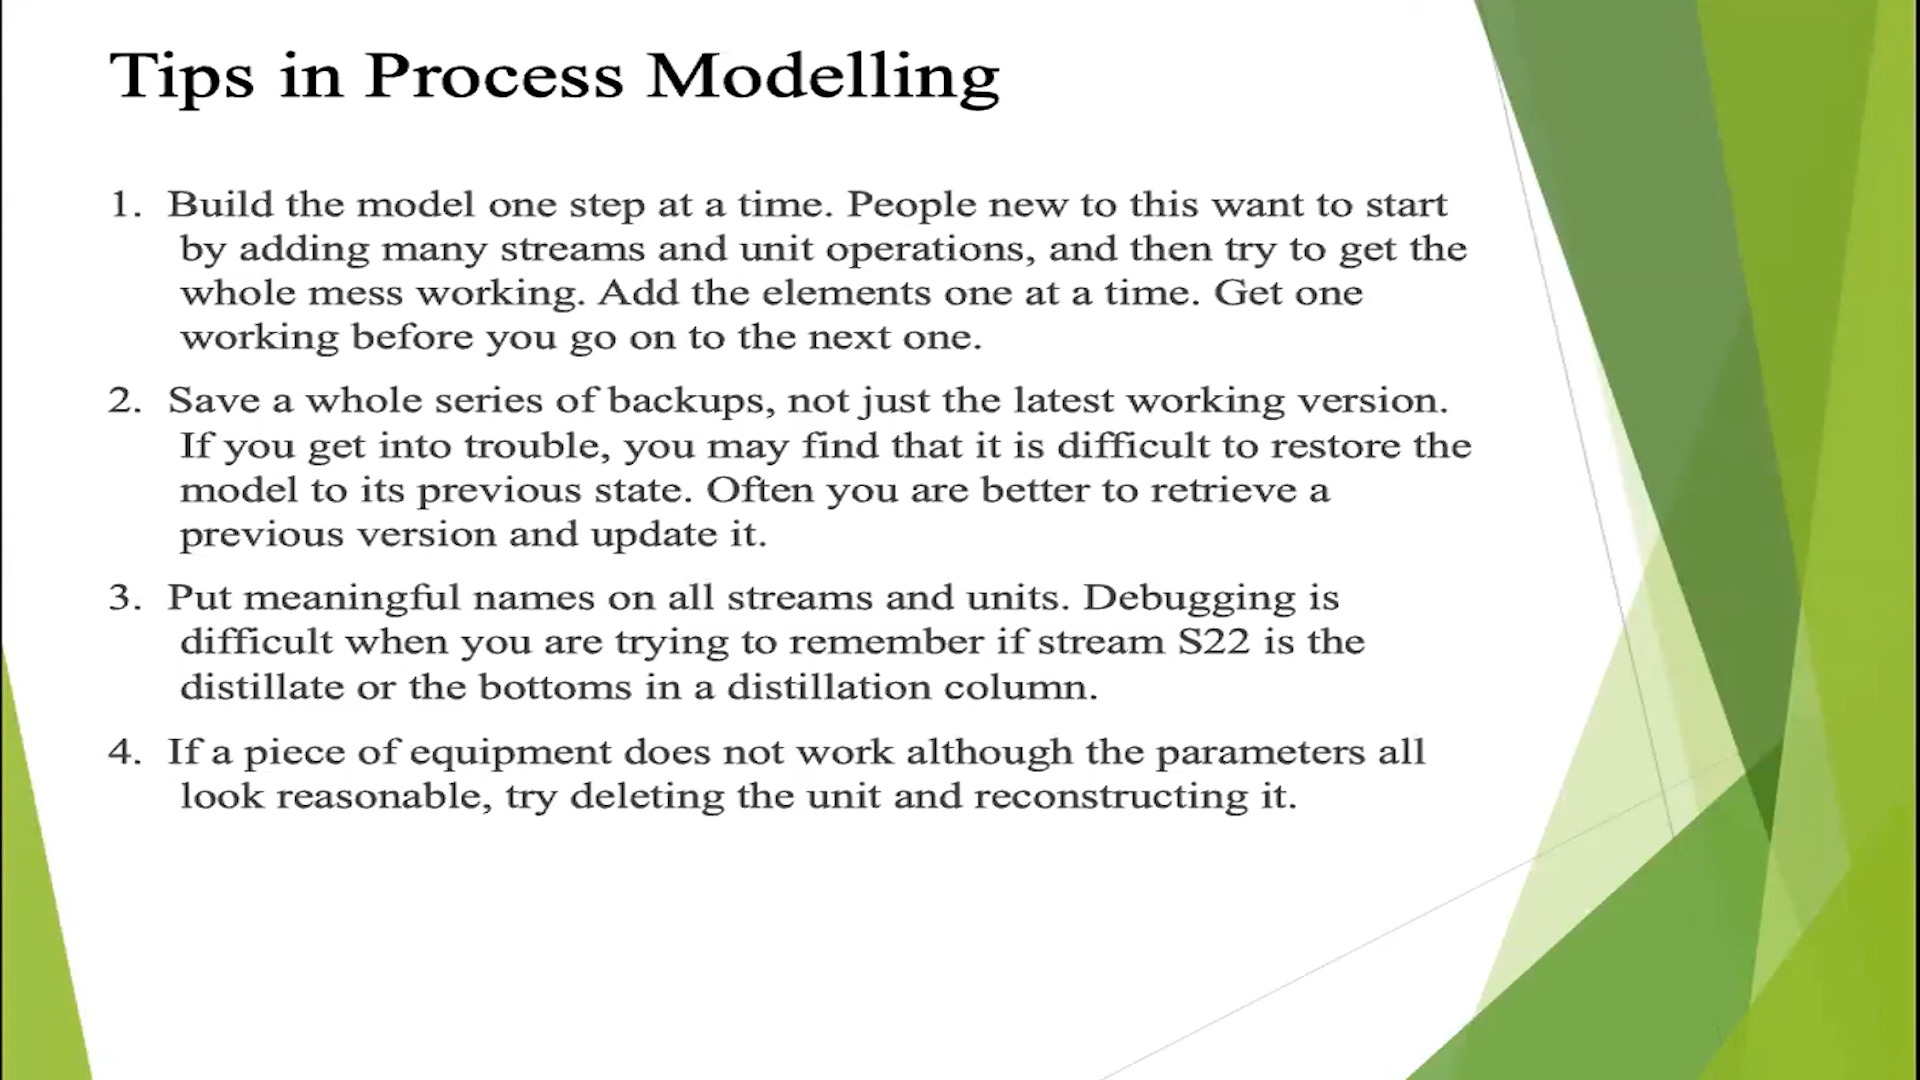 Tips in Process Modelling
1. Build the model one step at a time. People new to this want to start
by adding many streams and unit operations, and then try to get the
whole mess working. Add the elements one at a time. Get one
working before you go on to the next one.
2. Save a whole series of backups, not just the latest working version.
If you get into trouble, you may find that it is difficult to restore the
model to its previous state. Often you are better to retrieve a
previous version and update it.
3. Put meaningful names on all streams and units. Debugging is
difficult when you are trying to remember if stream S22 is the
distillate or the bottoms in a distillation column.
4. If a piece of equipment does not work although the parameters all
look reasonable, try deleting the unit and reconstructing it.